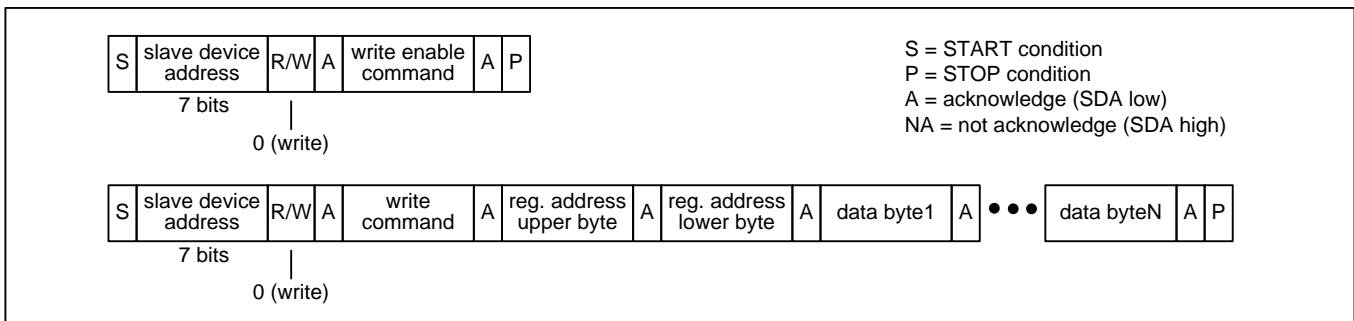 S slave device address R/W A write enable command A P
7 bits
0 (write)
S = START condition
P = STOP condition
A = acknowledge (SDA low)
NA = not acknowledge (SDA high)
S slave device address R/W A write command A reg. address upper byte A reg. address lower byte A data byte1 A ●●● data byteN A P
7 bits
0 (write)